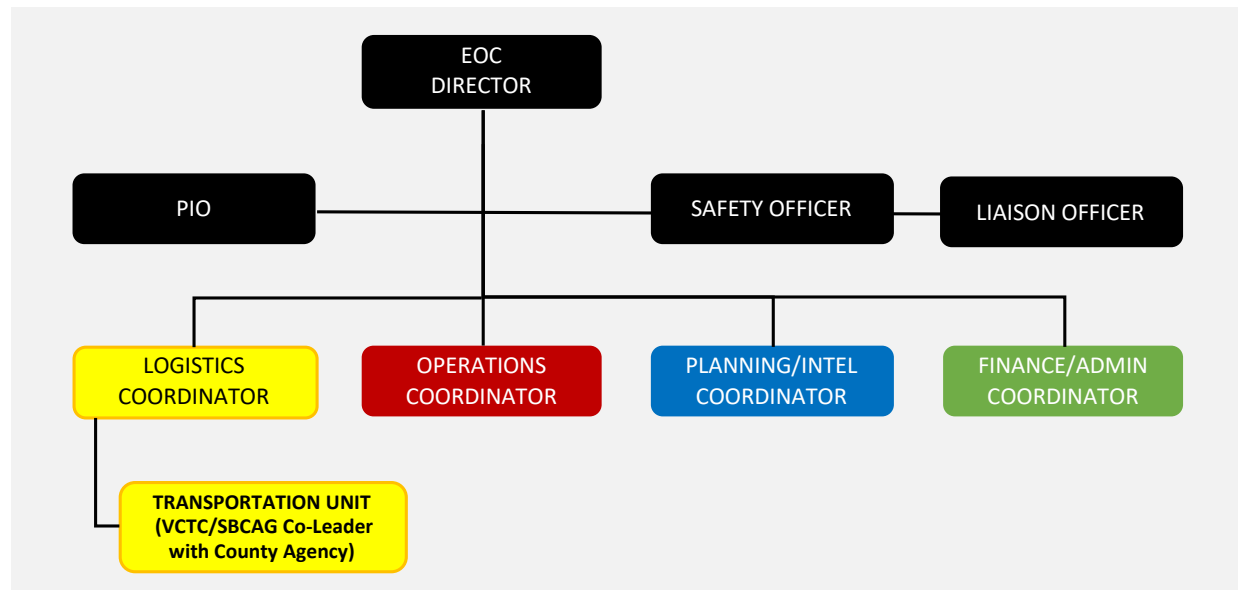 EOC
DIRECTOR
PIO
SAFETY OFFICER
LIAISON OFFICER
LOGISTICS
COORDINATOR
OPERATIONS
COORDINATOR
PLANNING/INTEL
COORDINATOR
FINANCE/ADMIN
COORDINATOR
TRANSPORTATION UNIT
(VCTC/SBCAG Co-Leader
with County Agency)